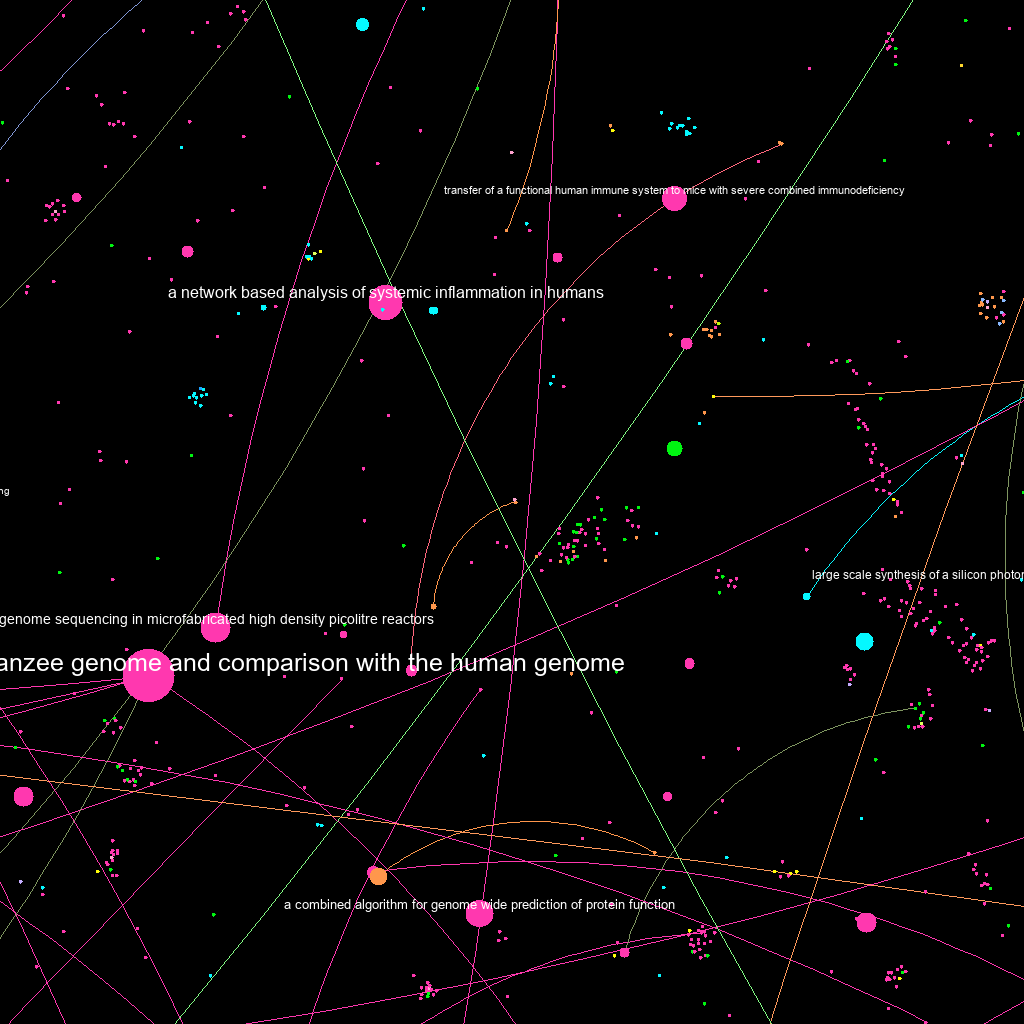 transfer of a functional human immune system to mice with severe combined immunodeficiency
a network based analysis of systemic inflammation in humans
ng
large scale synthesis of a silicon photon
genome sequencing in microfabricated high density picolitre reactors
anzee genome and comparison with the human genome
a combined algorithm for genome wide prediction of protein function